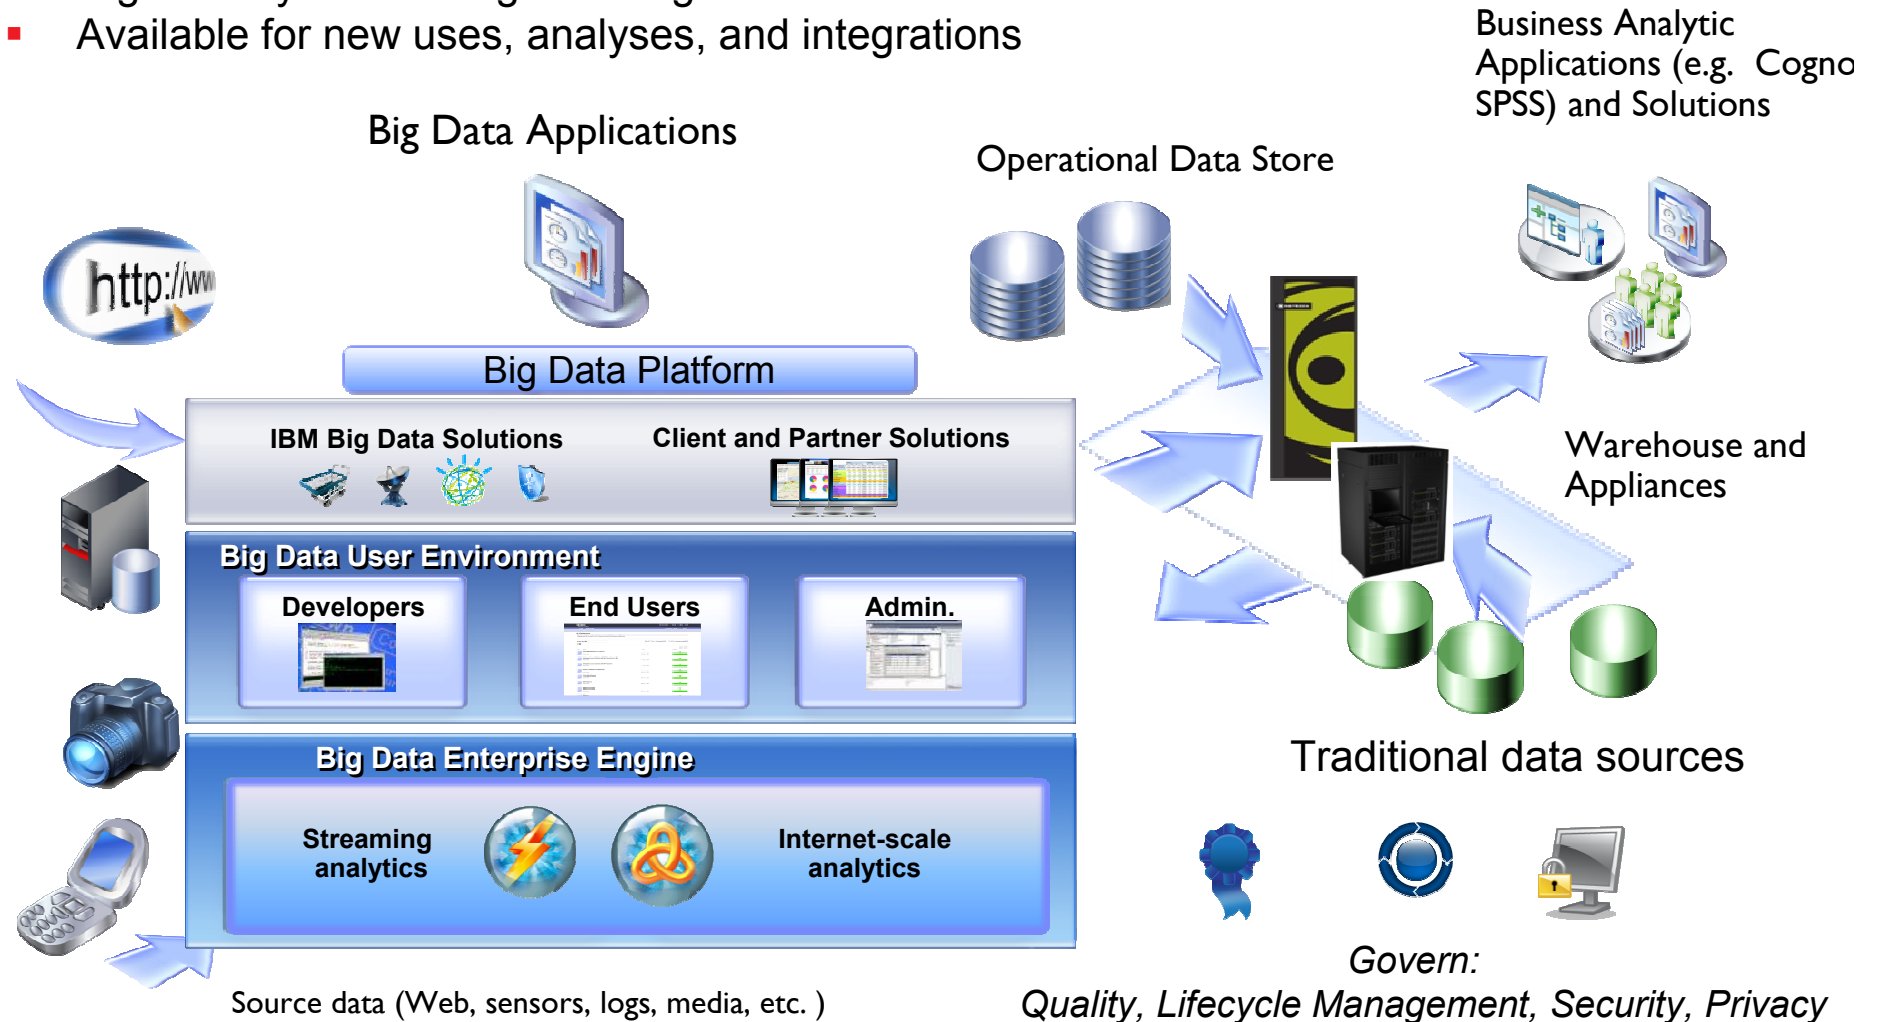 Available for new uses, analyses, and integrations
Business Analytic
Applications (e.g. Cogno
SPSS) and Solutions
Big Data Applications
Operational Data Store
http://ww
Big Data Platform
IBM Big Data Solutions
Client and Partner Solutions
Warehouse and
Appliances
Big Data User Environment
Developers
End Users
Admin.
Big Data Enterprise Engine
Streaming
analytics
Internet-scale
analytics
Traditional data sources
Govern:
Quality, Lifecycle Management, Security, Privacy
Source data (Web, sensors, logs, media, etc. )